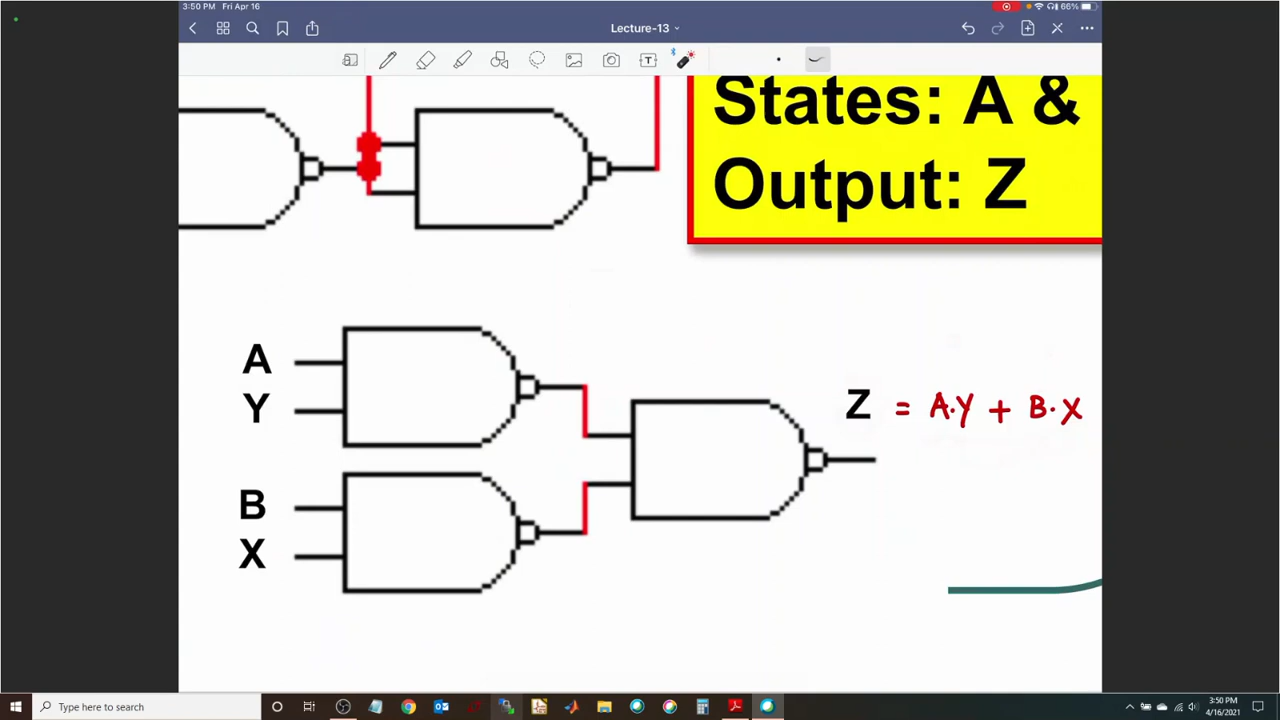 3:50 PM Fri Apr 16
66%
Lecture-13
T
States: A &
Output: Z
A
Y
Z = A.Y + B.X
B
X
Type here to search
3:50 PM
4/16/2021